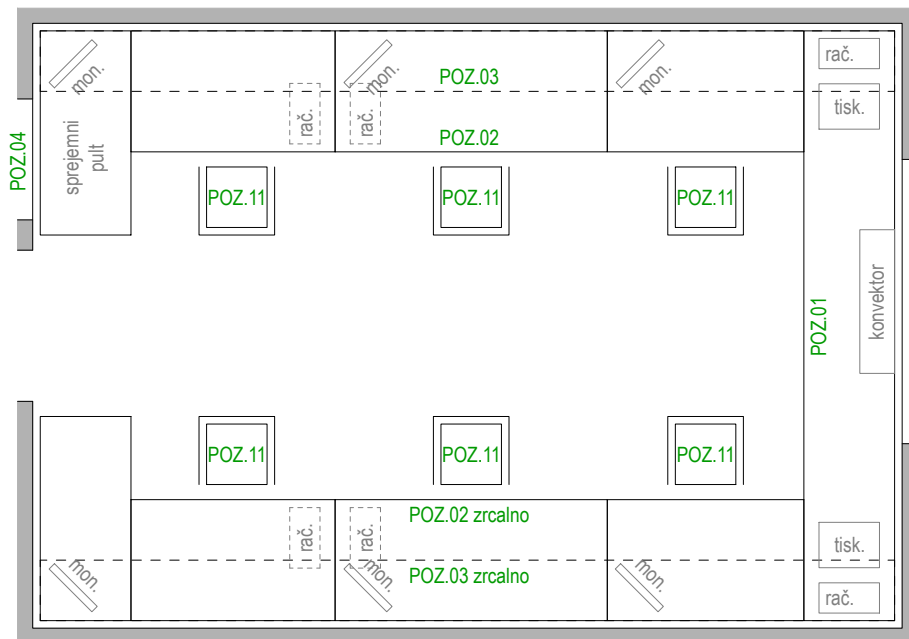 mon.
mon.
mon.
rač.
POZ.03
rač.
rač.
tisk.
POZ.02
POZ.04
sprejemni
pult
POZ.11
POZ.11
POZ.11
konvektor
POZ.01
POZ.11
POZ.11
POZ.11
POZ.02 zrcalno
rač.
rač.
tisk.
POZ.03 zrcalno
mon.
mon.
mon.
rač.